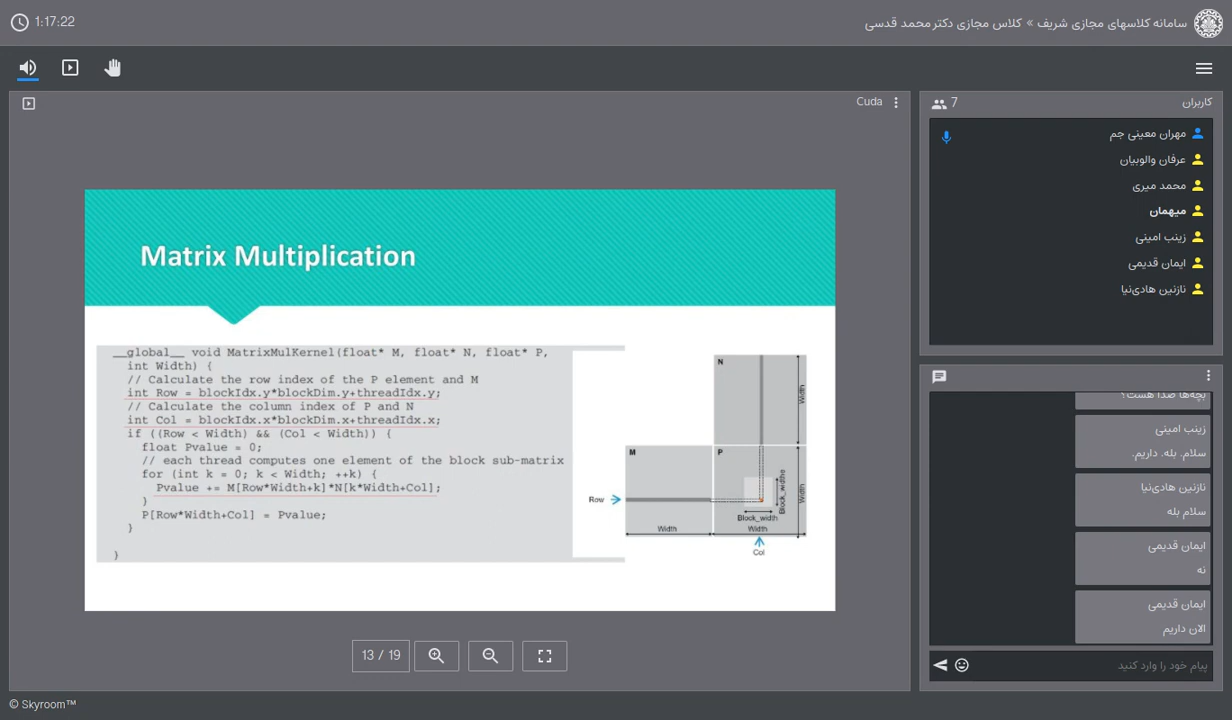 1:17:22
سامانه کلاسهای مجازی شریف » کلاس مجازی دکتر محمد قدسی
Cuda
Matrix Multiplication
__global__ void MatrixMulKernel(float* M, float* N, float* P,
int Width) {
// Calculate the row index of the P element and M
int Row = blockIdx.y*blockDim.y+threadIdx.y;
// Calculate the column index of P and N
int Col = blockIdx.x*blockDim.x+threadIdx.x;
if ((Row < Width) && (Col < Width)) {
float Pvalue = 0;
// each thread computes one element of the block sub-matrix
for (int k = 0; k < Width; ++k) {
Pvalue += M[Row*Width+k]*N[k*Width+Col];
}
P[Row*Width+Col] = Pvalue;
}
}
N
Width
M
P
Row
Block_widthe
Width
Block_width
Width
Width
Col
13 / 19
7
کاربران
مهران معینی جم
عرفان والوبیان
محمد میری
میهمان
زینب امینی
ایمان قدیمی
نازنین هادی‌نیا
بچه‌ها صدا هست؟
زینب امینی
سلام. بله. داریم.
نازنین هادی‌نیا
سلام بله
ایمان قدیمی
نه
ایمان قدیمی
الان داریم
پیام خود را وارد کنید
© Skyroom™